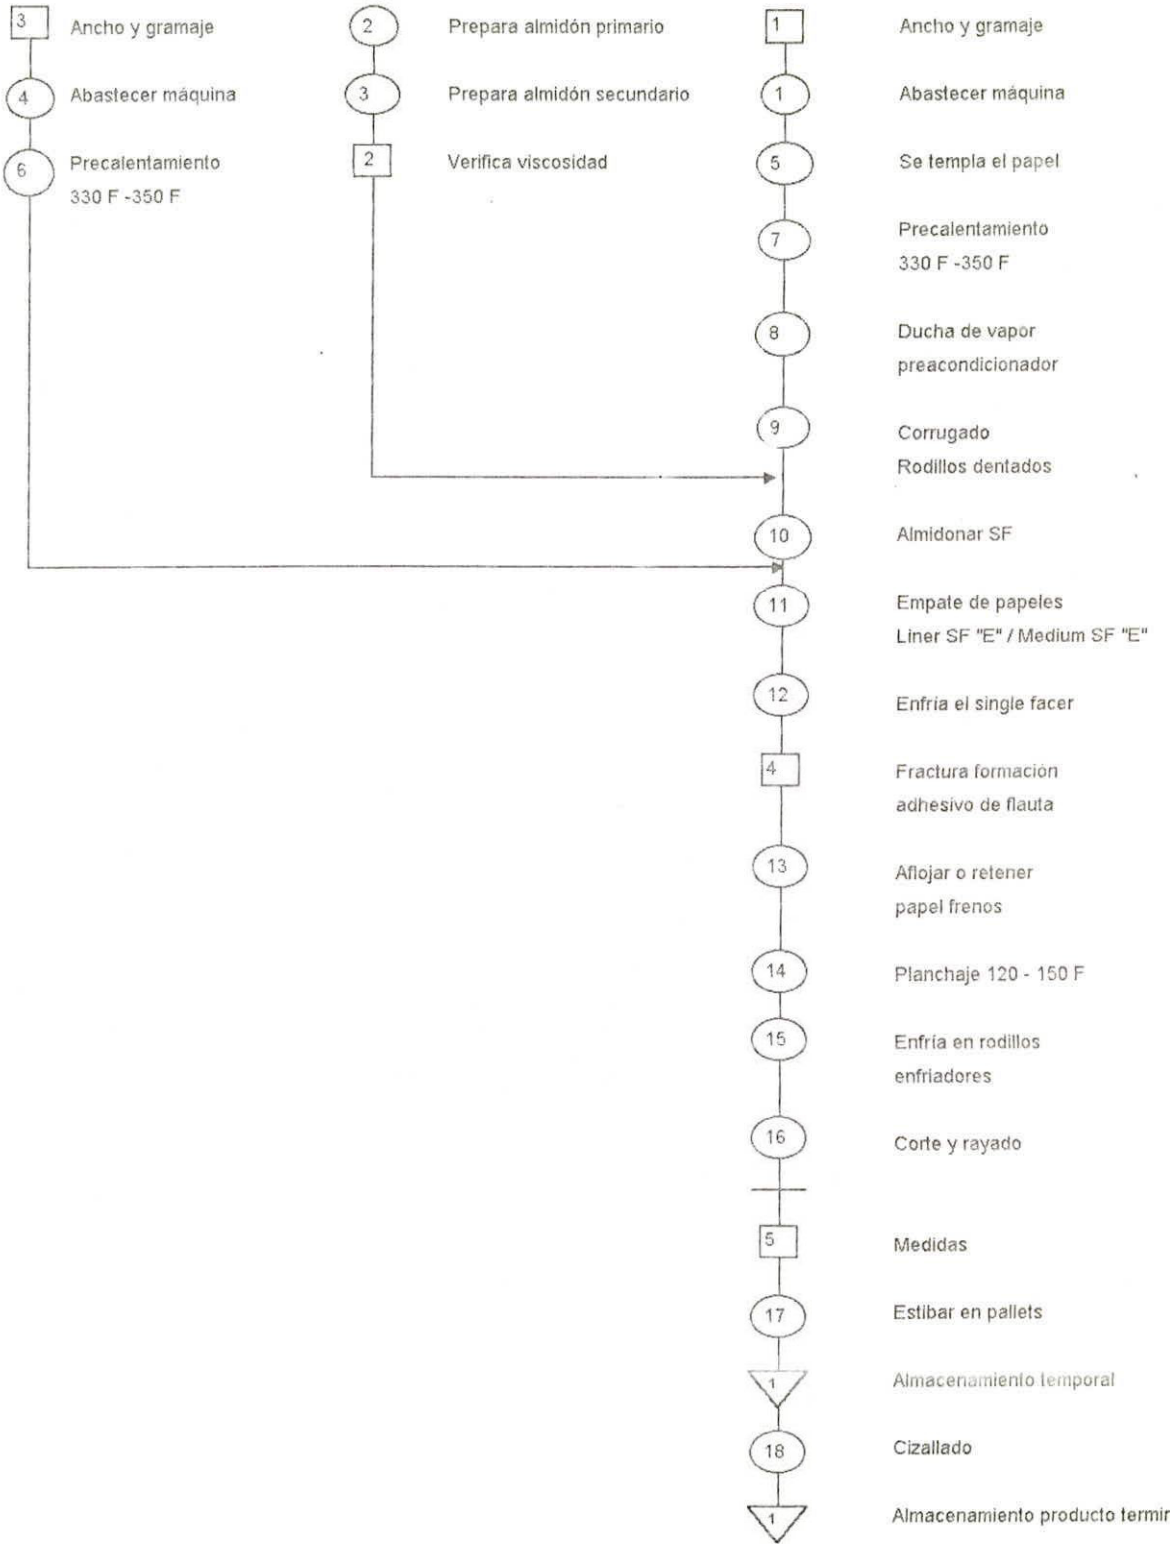 3 Ancho y gramaje
4 Abastecer máquina
6 Precalentamiento
330 F -350 F
2 Prepara almidón primario
3 Prepara almidón secundario
2 Verifica viscosidad
1 Ancho y gramaje
1 Abastecer máquina
5 Se templa el papel
7 Precalentamiento
330 F -350 F
8 Ducha de vapor
preacondicionador
9 Corrugado
Rodillos dentados
10 Almidonar SF
11 Empate de papeles
Liner SF "E" / Medium SF "E"
12 Enfría el single facer
4 Fractura formación
adhesivo de flauta
13 Aflojar o retener
papel frenos
14 Planchaje 120 - 150 F
15 Enfría en rodillos
enfriadores
16 Corte y rayado
5 Medidas
17 Estibar en pallets
1 Almacenamiento temporal
18 Cizallado
1 Almacenamiento producto termin